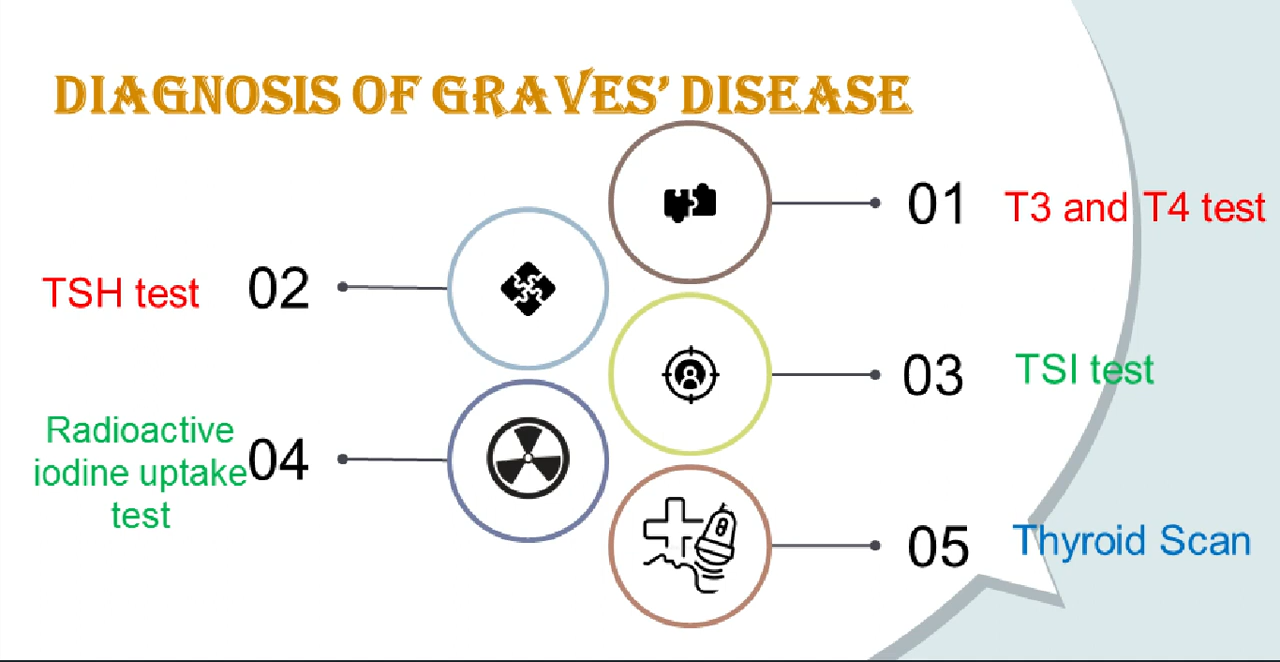 DIAGNOSIS OF GRAVES' DISEASE
01 T3 and T4 test
TSH test 02
03 TSI test
Radioactive
iodine uptake 04
test
05 Thyroid Scan